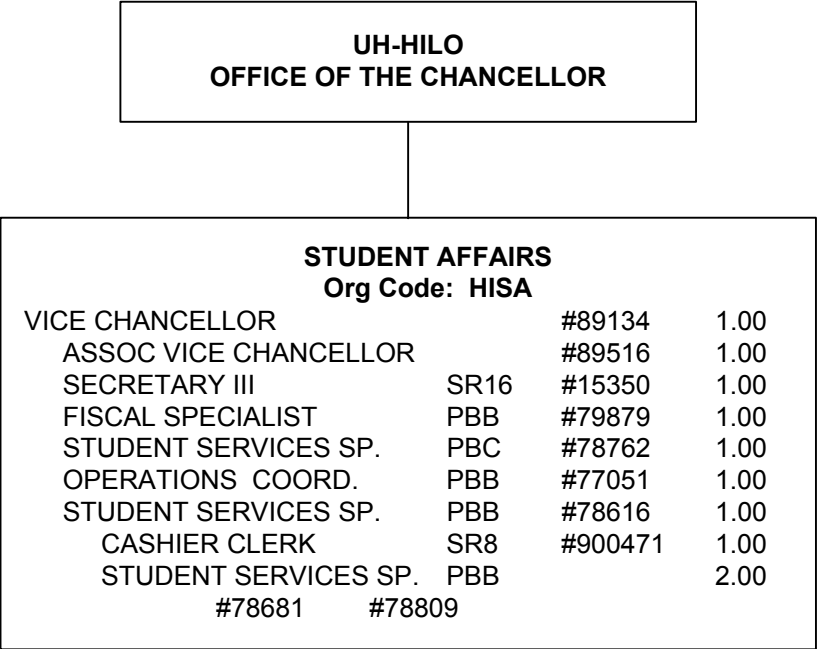 UH-HILO
OFFICE OF THE CHANCELLOR
STUDENT AFFAIRS
Org Code: HISA
VICE CHANCELLOR #89134 1.00
ASSOC VICE CHANCELLOR #89516 1.00
SECRETARY III SR16 #15350 1.00
FISCAL SPECIALIST PBB #79879 1.00
STUDENT SERVICES SP. PBC #78762 1.00
OPERATIONS COORD. PBB #77051 1.00
STUDENT SERVICES SP. PBB #78616 1.00
CASHIER CLERK SR8 #900471 1.00
STUDENT SERVICES SP. PBB 2.00
#78681 #78809